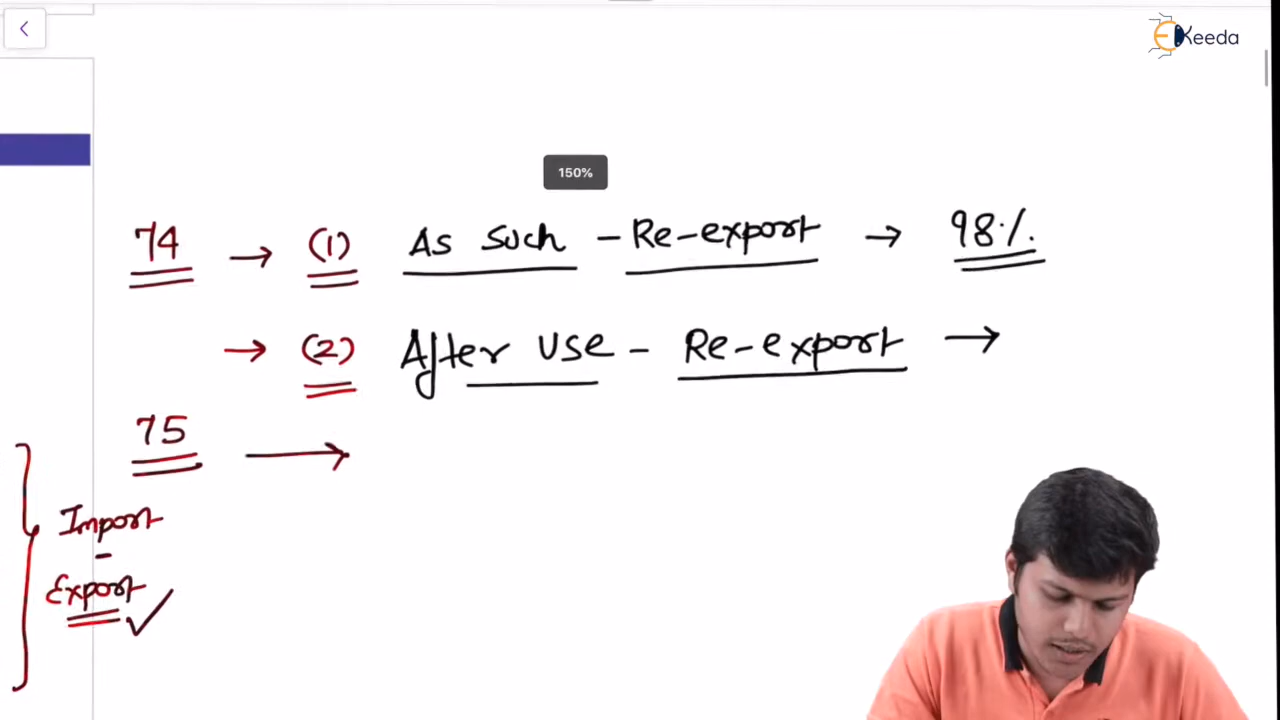 Keeda
150%
74 → (1) As such - Re-export → 98%.
→ (2) After use - Re-export →
75 →
Import
-
Export ✓